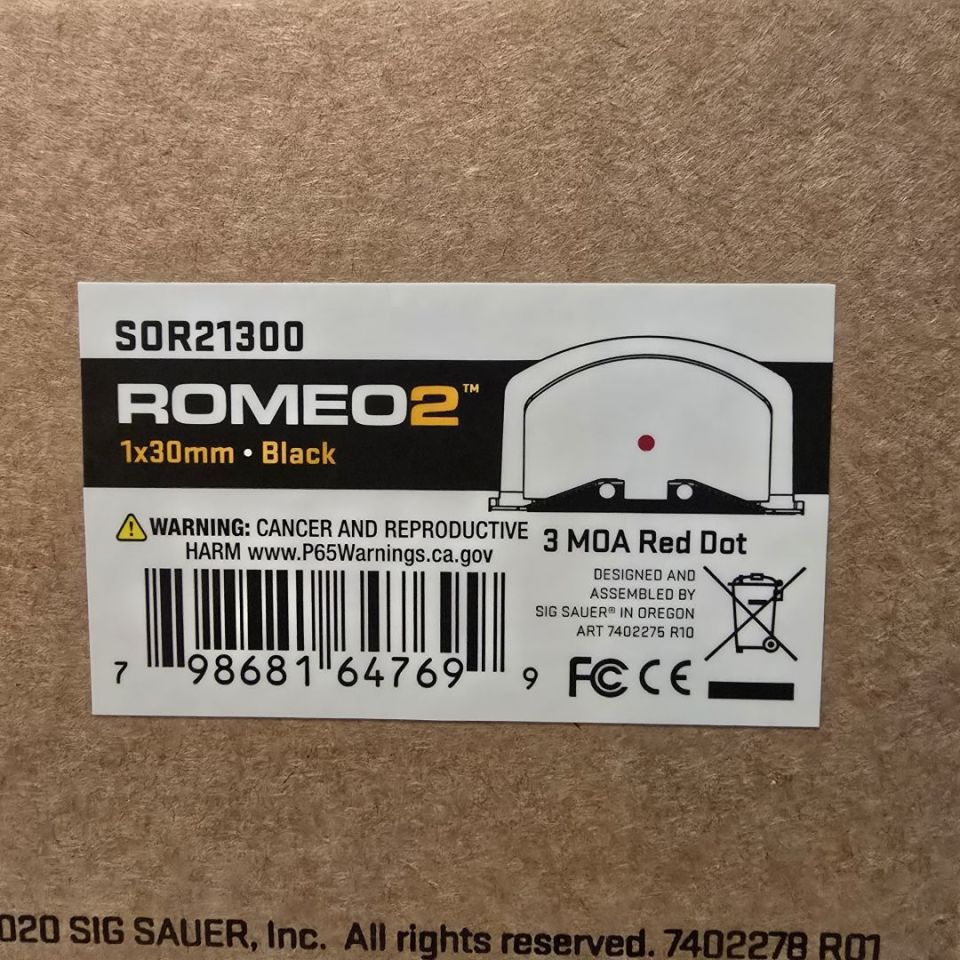 SOR21300
ROMEO2™
1x30mm • Black
⚠ WARNING: CANCER AND REPRODUCTIVE
HARM www.P65Warnings.ca.gov
3 MOA Red Dot
DESIGNED AND
ASSEMBLED BY
SIG SAUER® IN OREGON
ART 7402275 R10
7 98681 64769 9
FC CE
020 SIG SAUER, Inc. All rights reserved. 7402278 R01